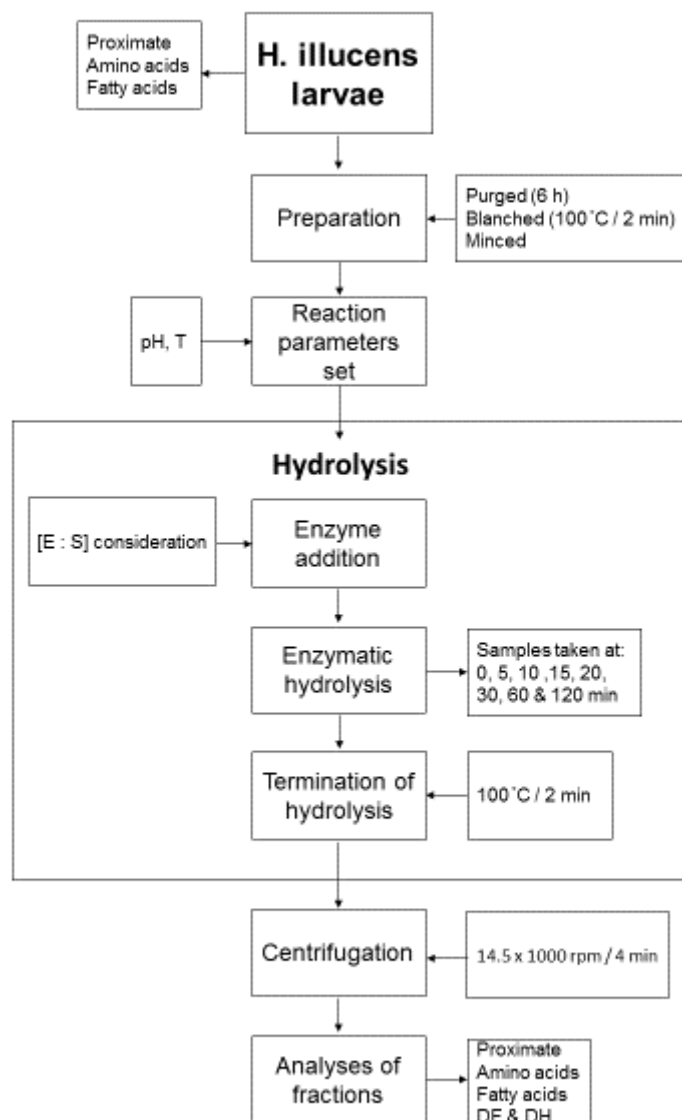 Proximate
Amino acids
Fatty acids
H. illucens
larvae
Preparation
Purged (6 h)
Blanched (100˚C / 2 min)
Minced
pH, T
Reaction
parameters
set
Hydrolysis
[E : S] consideration
Enzyme
addition
Enzymatic
hydrolysis
Samples taken at:
0, 5, 10 ,15, 20,
30, 60 & 120 min
Termination of
hydrolysis
100˚C / 2 min
Centrifugation
14.5 x 1000 rpm / 4 min
Analyses of
fractions
Proximate
Amino acids
Fatty acids
DE & DH